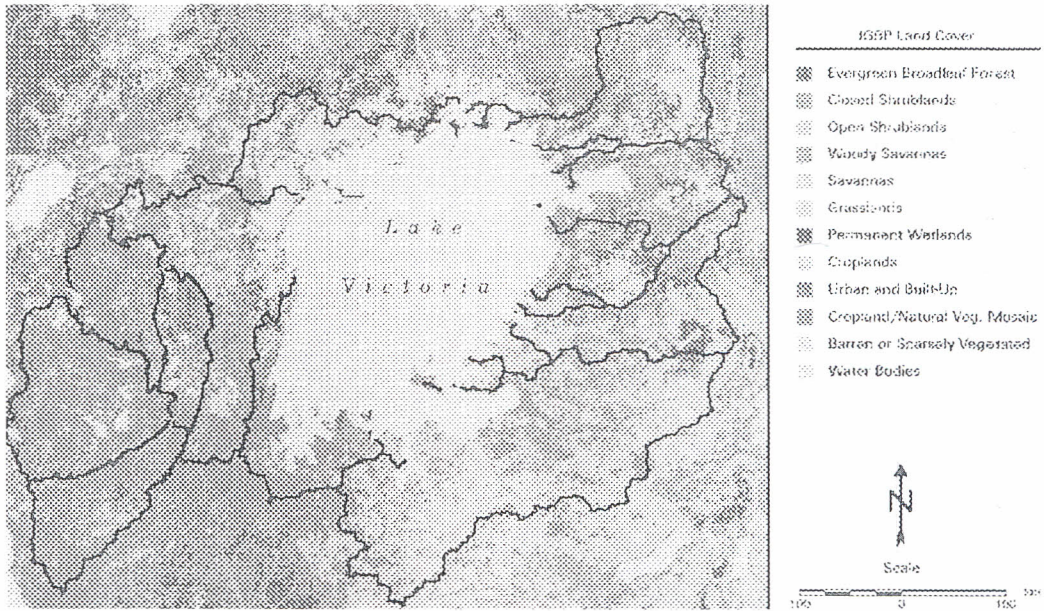 Lake
Victoria
IGBP Land Cover
Evergreen Broadleaf Forest
Closed Shrublands
Open Shrublands
Woody Savannas
Savannas
Grasslands
Permanent Wetlands
Croplands
Urban and Built-Up
Cropland/Natural Veg. Mosaic
Barren or Sparsely Vegetated
Water Bodies
N
Scale
100 0 100